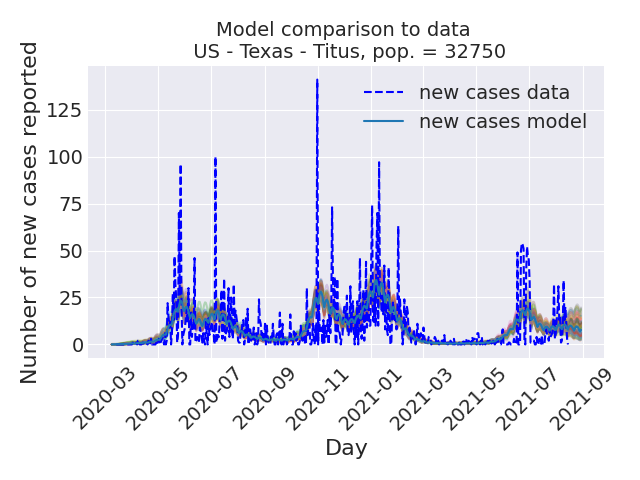 Model comparison to data
US - Texas - Titus, pop. = 32750
Number of new cases reported
125
100
75
50
25
0
new cases data
new cases model
2020-03
2020-05
2020-07
2020-09
2020-11
2021-01
2021-03
2021-05
2021-07
2021-09
Day